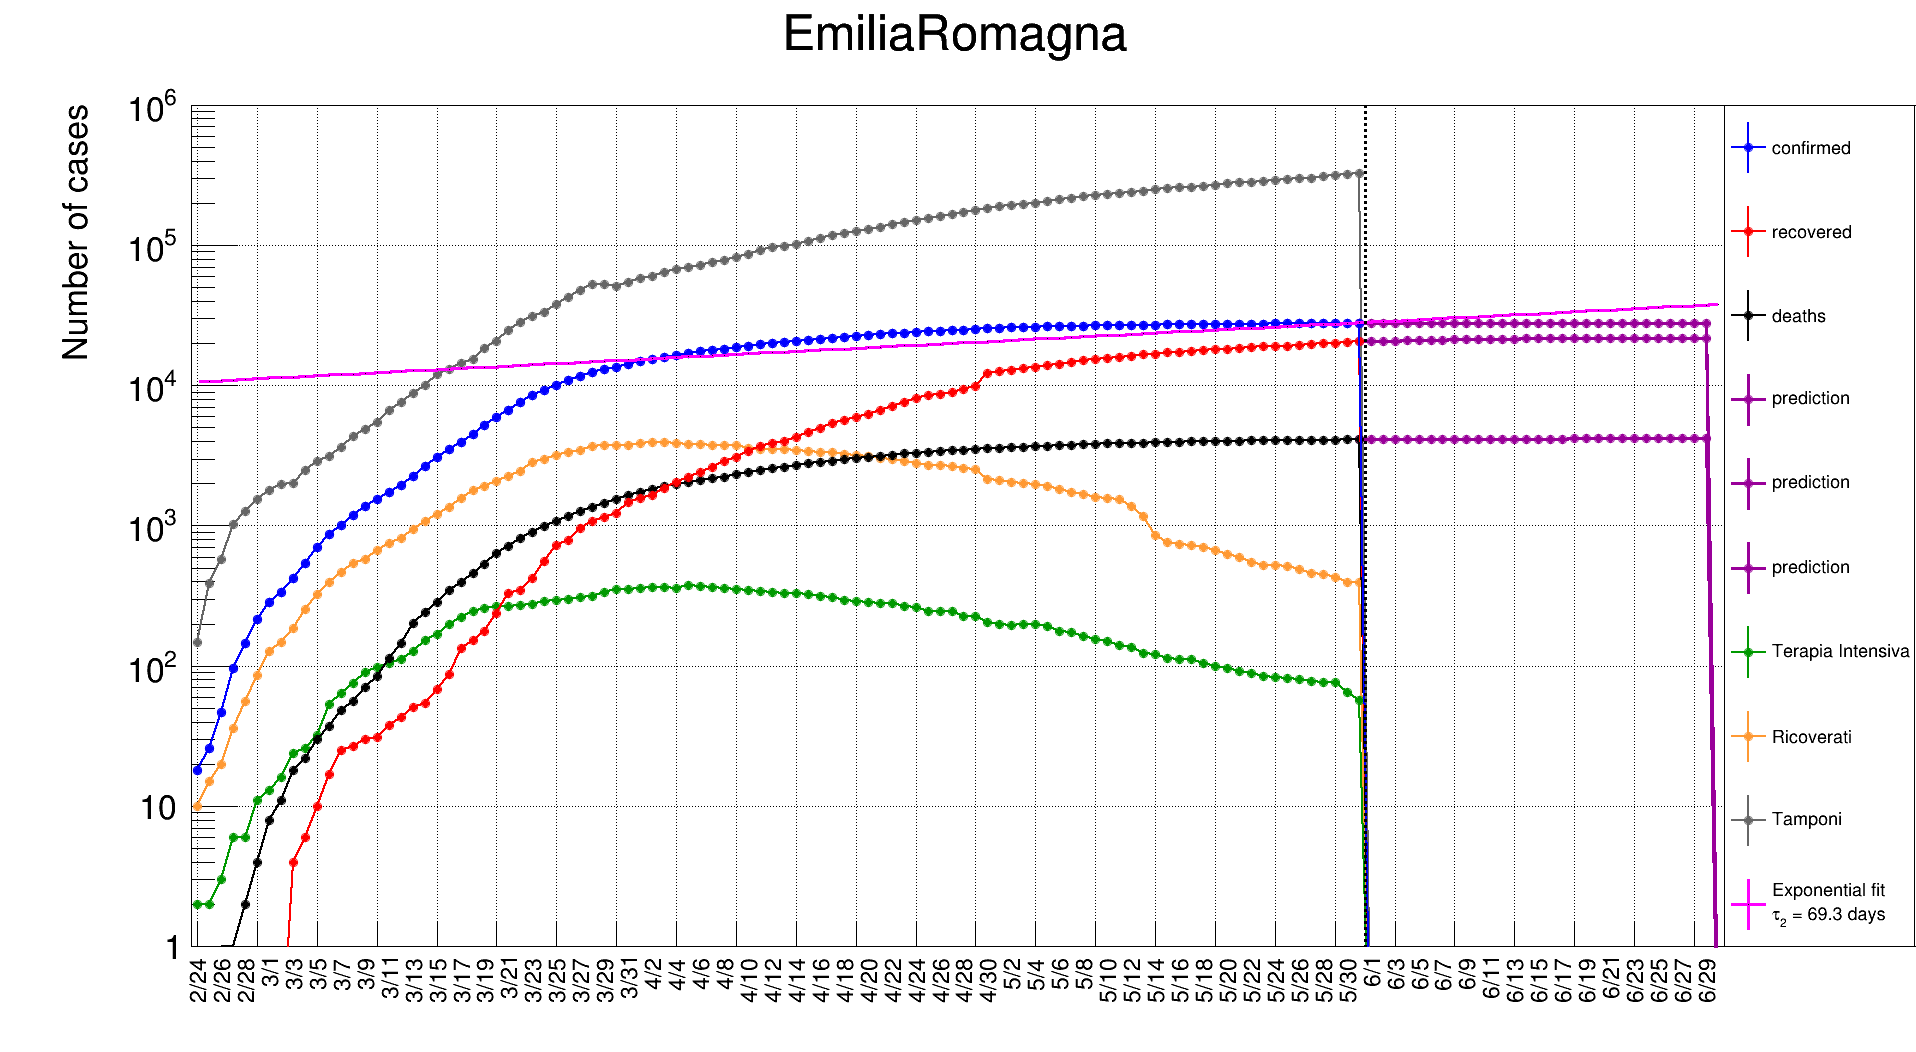 EmiliaRomagna
Number of cases
10^6
10^5
10^4
10^3
10^2
10
1
2/24 2/26 2/28 3/1 3/3 3/5 3/7 3/9 3/11 3/13 3/15 3/17 3/19 3/21 3/23 3/25 3/27 3/29 3/31 4/2 4/4 4/6 4/8 4/10 4/12 4/14 4/16 4/18 4/20 4/22 4/24 4/26 4/28 4/30 5/2 5/4 5/6 5/8 5/10 5/12 5/14 5/16 5/18 5/20 5/22 5/24 5/26 5/28 5/30 6/1 6/3 6/5 6/7 6/9 6/11 6/13 6/15 6/17 6/19 6/21 6/23 6/25 6/27 6/29
confirmed
recovered
deaths
prediction
prediction
prediction
Terapia Intensiva
Ricoverati
Tamponi
Exponential fit
τ_2 = 69.3 days